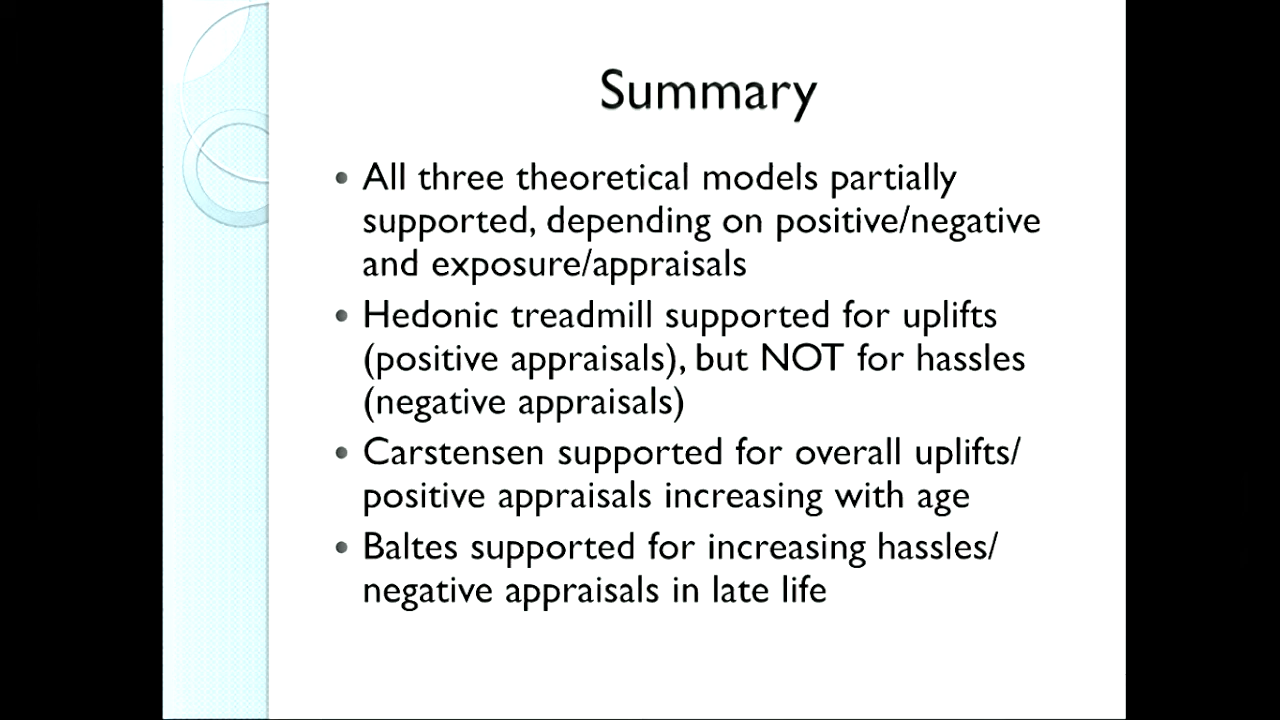 Summary
• All three theoretical models partially
supported, depending on positive/negative
and exposure/appraisals
• Hedonic treadmill supported for uplifts
(positive appraisals), but NOT for hassles
(negative appraisals)
• Carstensen supported for overall uplifts/
positive appraisals increasing with age
• Baltes supported for increasing hassles/
negative appraisals in late life